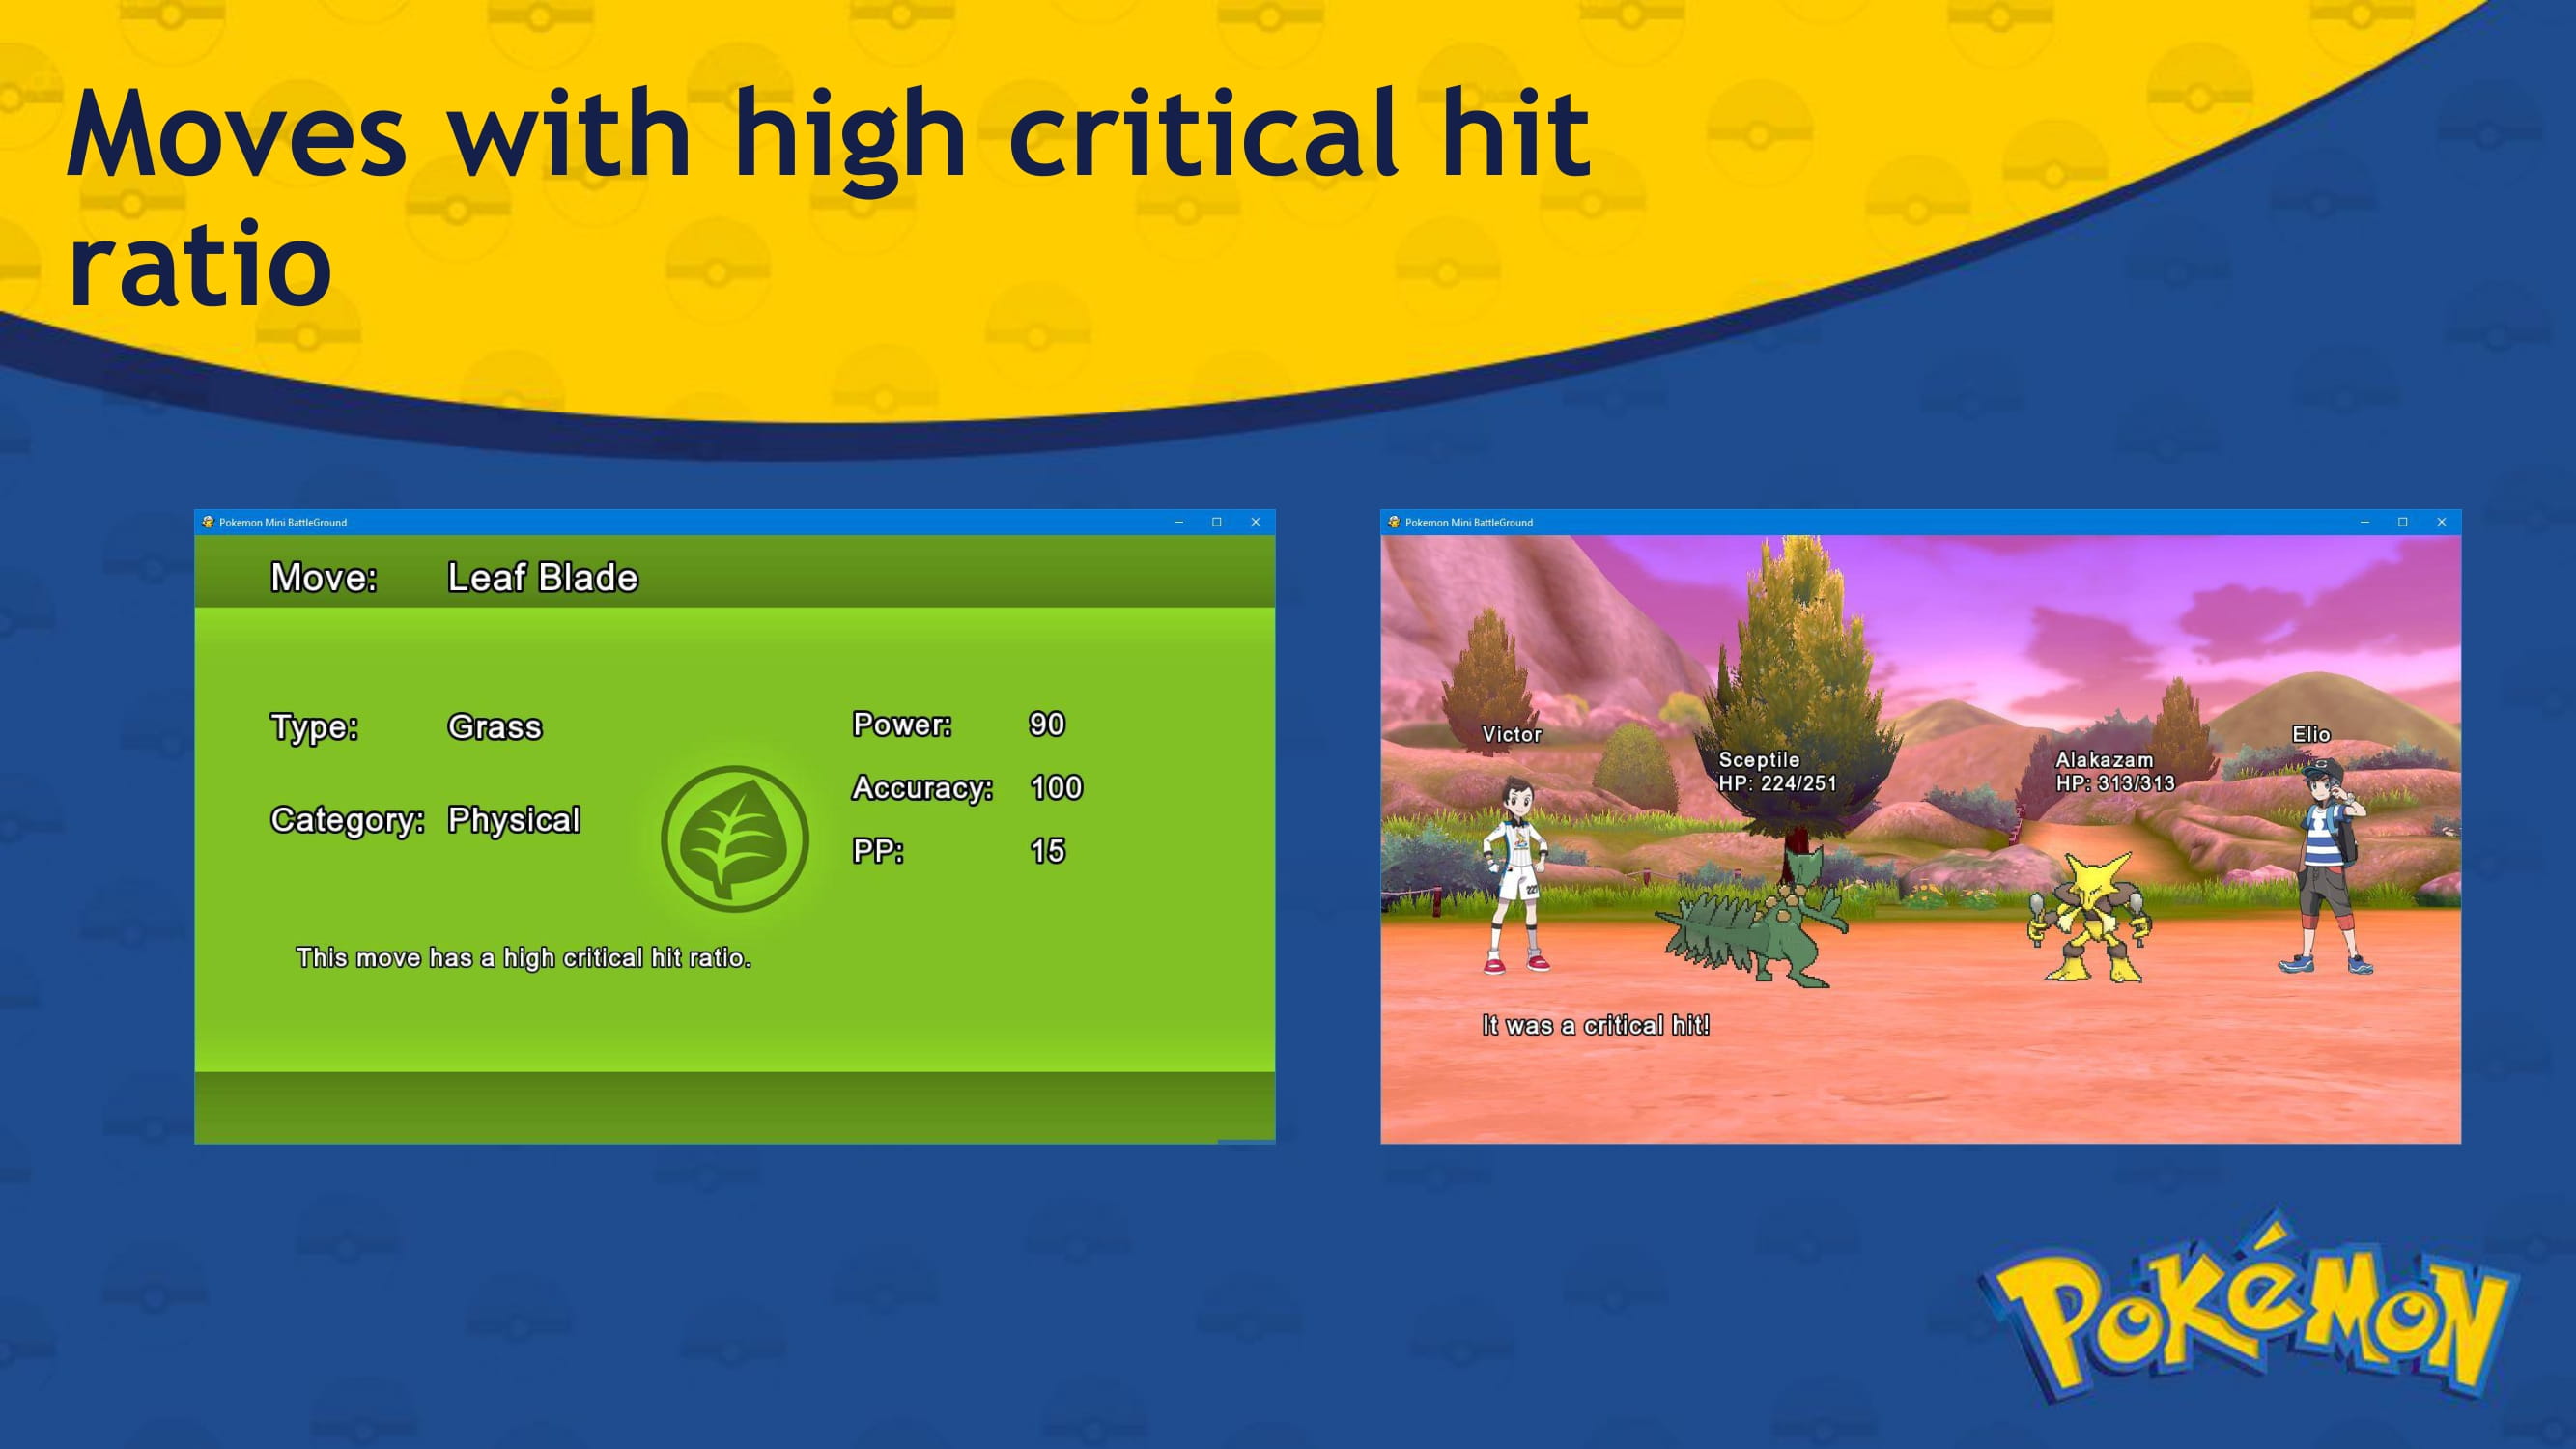 Moves with high critical hit
ratio
Pokemon Mini BattleGround
Move: Leaf Blade
Type: Grass
Category: Physical
Power: 90
Accuracy: 100
PP: 15
This move has a high critical hit ratio.
Pokemon Mini BattleGround
Victor
Elio
Sceptile
HP: 224/251
Alakazam
HP: 313/313
It was a critical hit!
POKéMON